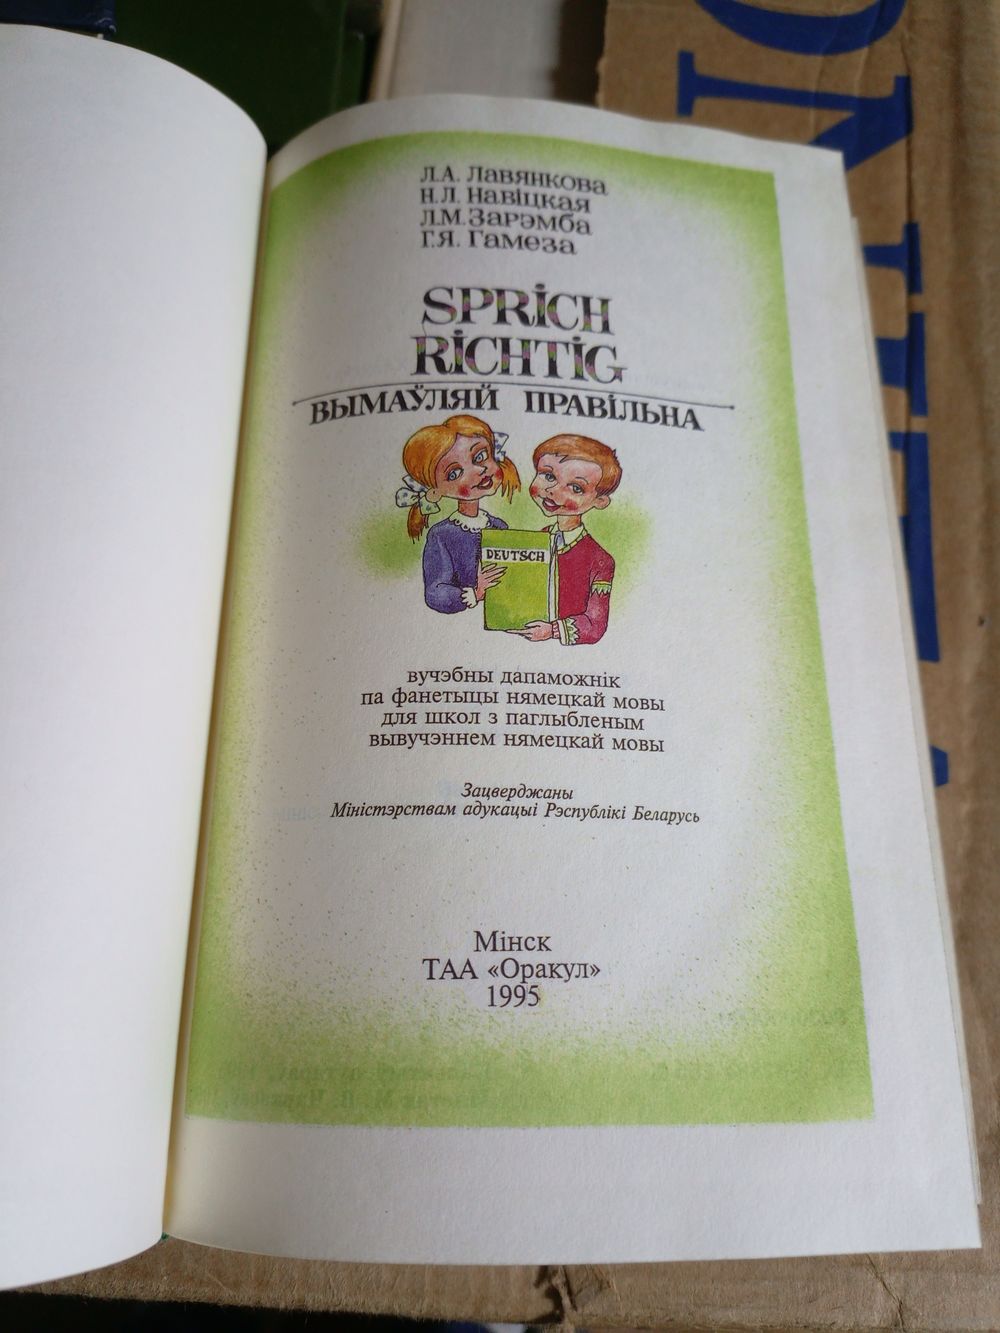 Л.А. Лавянкова
Н.Л. Навіцкая
Л.М. Зарэмба
Г.Я. Гамеза
SPRICH
RICHTIG
ВЫМАЎЛЯЙ ПРАВІЛЬНА
DEUTSCH
вучэбны дапаможнік
па фанетыцы нямецкай мовы
для школ з паглыбленым
вывучэннем нямецкай мовы
Зацверджаны
Міністэрствам адукацыі Рэспублікі Беларусь
Мінск
ТАА «Оракул»
1995